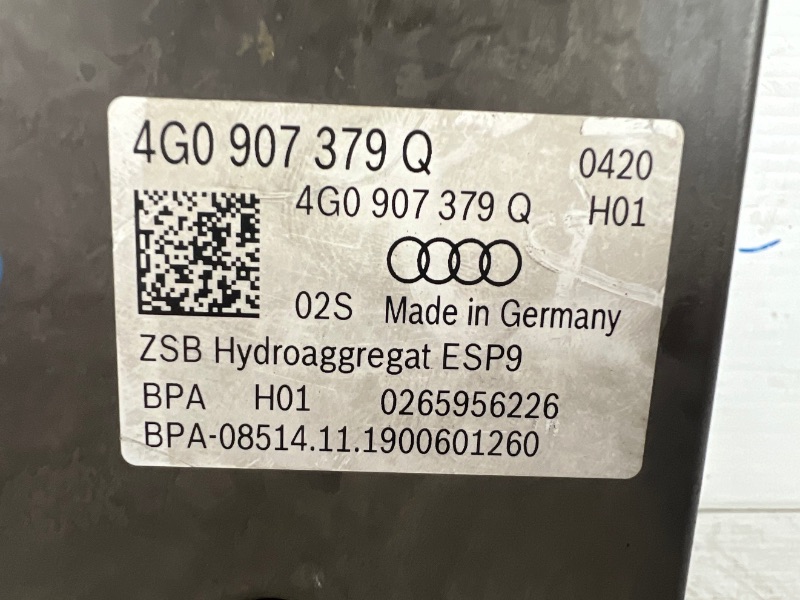 4G0 907 379 Q 0420
4G0 907 379 Q H01
02S Made in Germany
ZSB Hydroaggregat ESP9
BPA H01 0265956226
BPA-08514.11.1900601260